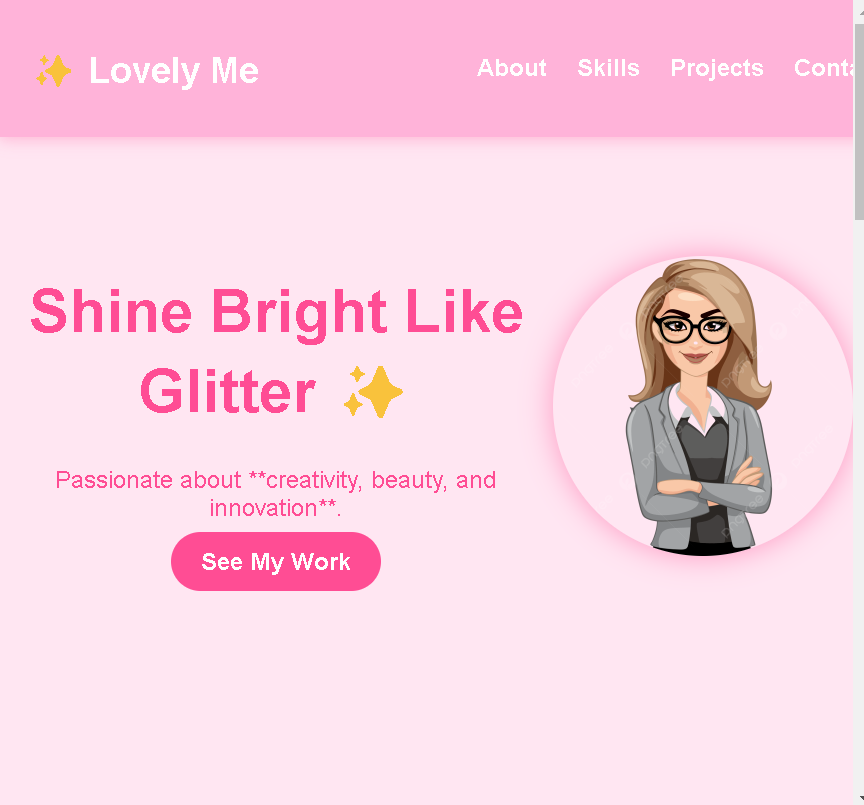 ✨ Lovely Me
About Skills Projects Conta
Shine Bright Like
Glitter ✨
Passionate about **creativity, beauty, and
innovation**.
See My Work